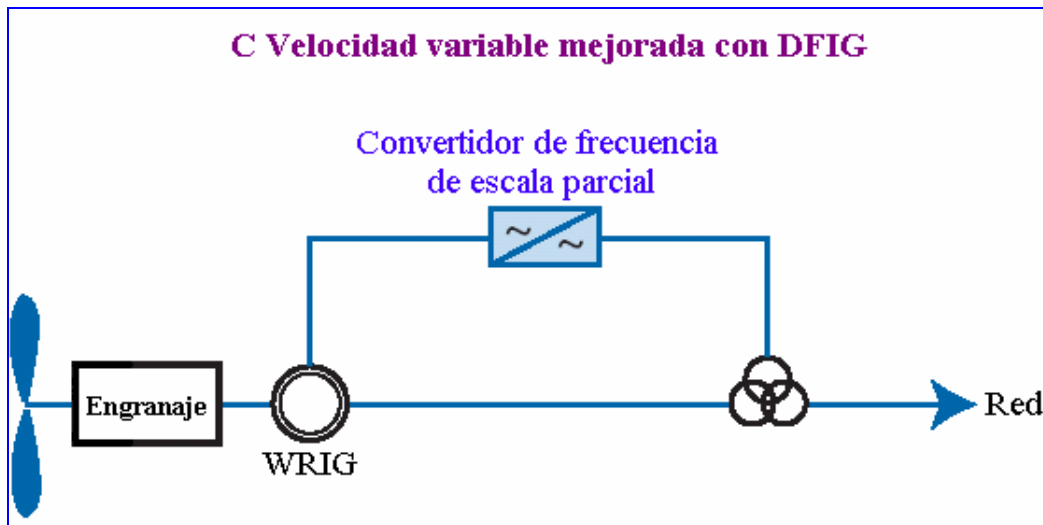 C Velocidad variable mejorada con DFIG
Convertidor de frecuencia
de escala parcial
~ ~
Engranaje
WRIG
Red